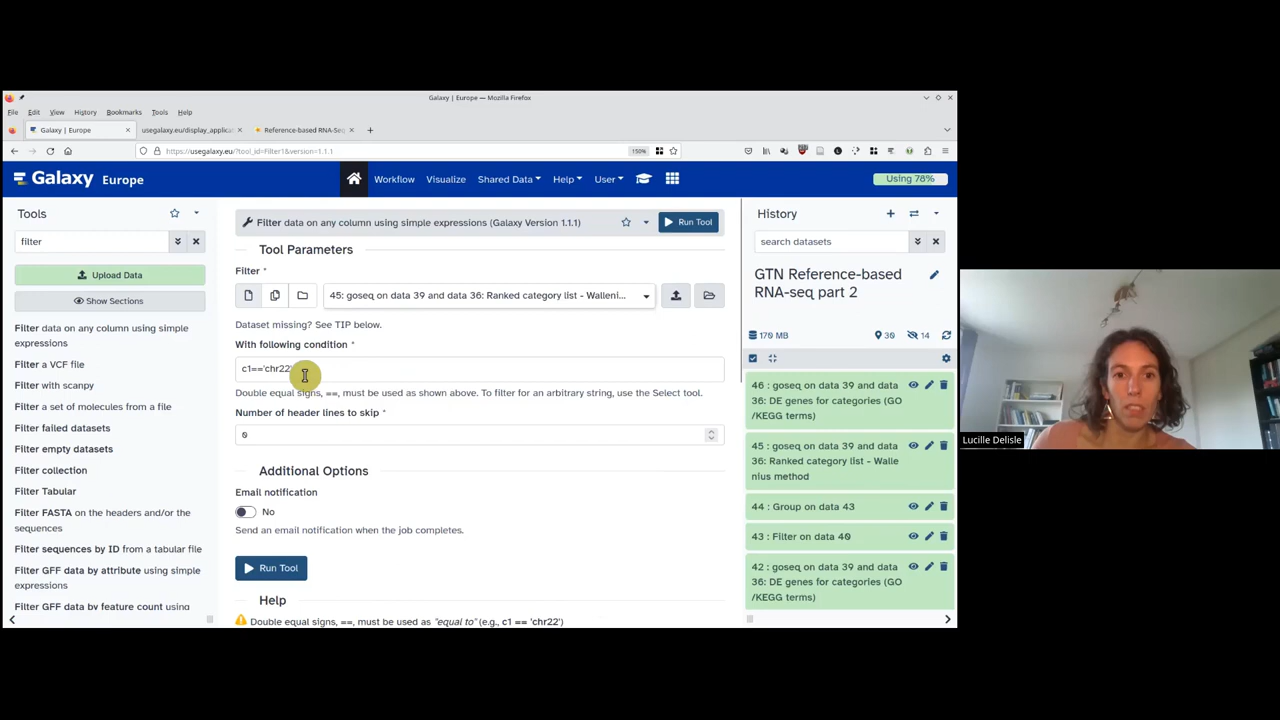 Galaxy | Europe — Mozilla Firefox
File Edit View History Bookmarks Tools Help
Galaxy | Europe
usegalaxy.eu/display_applica
Reference-based RNA-Seq
https://usegalaxy.eu/?tool_id=Filter1&version=1.1.1
150%
Galaxy Europe
Workflow Visualize Shared Data Help User
Using 78%
Tools
filter
Upload Data
Show Sections
Filter data on any column using simple
expressions
Filter a VCF file
Filter with scanpy
Filter a set of molecules from a file
Filter failed datasets
Filter empty datasets
Filter collection
Filter Tabular
Filter FASTA on the headers and/or the
sequences
Filter sequences by ID from a tabular file
Filter GFF data by attribute using simple
expressions
Filter GFF data by feature count using
Filter data on any column using simple expressions (Galaxy Version 1.1.1)
Run Tool
Tool Parameters
Filter *
45: goseq on data 39 and data 36: Ranked category list - Walleni...
Dataset missing? See TIP below.
With following condition *
c1=='chr22'
Double equal signs, ==, must be used as shown above. To filter for an arbitrary string, use the Select tool.
Number of header lines to skip *
0
Additional Options
Email notification
No
Send an email notification when the job completes.
Run Tool
Help
Double equal signs, ==, must be used as "equal to" (e.g., c1 == 'chr22')
History
search datasets
GTN Reference-based
RNA-seq part 2
170 MB
30
14
46 : goseq on data 39 and data
36: DE genes for categories (GO
/KEGG terms)
45 : goseq on data 39 and data
36: Ranked category list - Walle
nius method
44 : Group on data 43
43 : Filter on data 40
42 : goseq on data 39 and data
36: DE genes for categories (GO
/KEGG terms)
Lucille Delisle